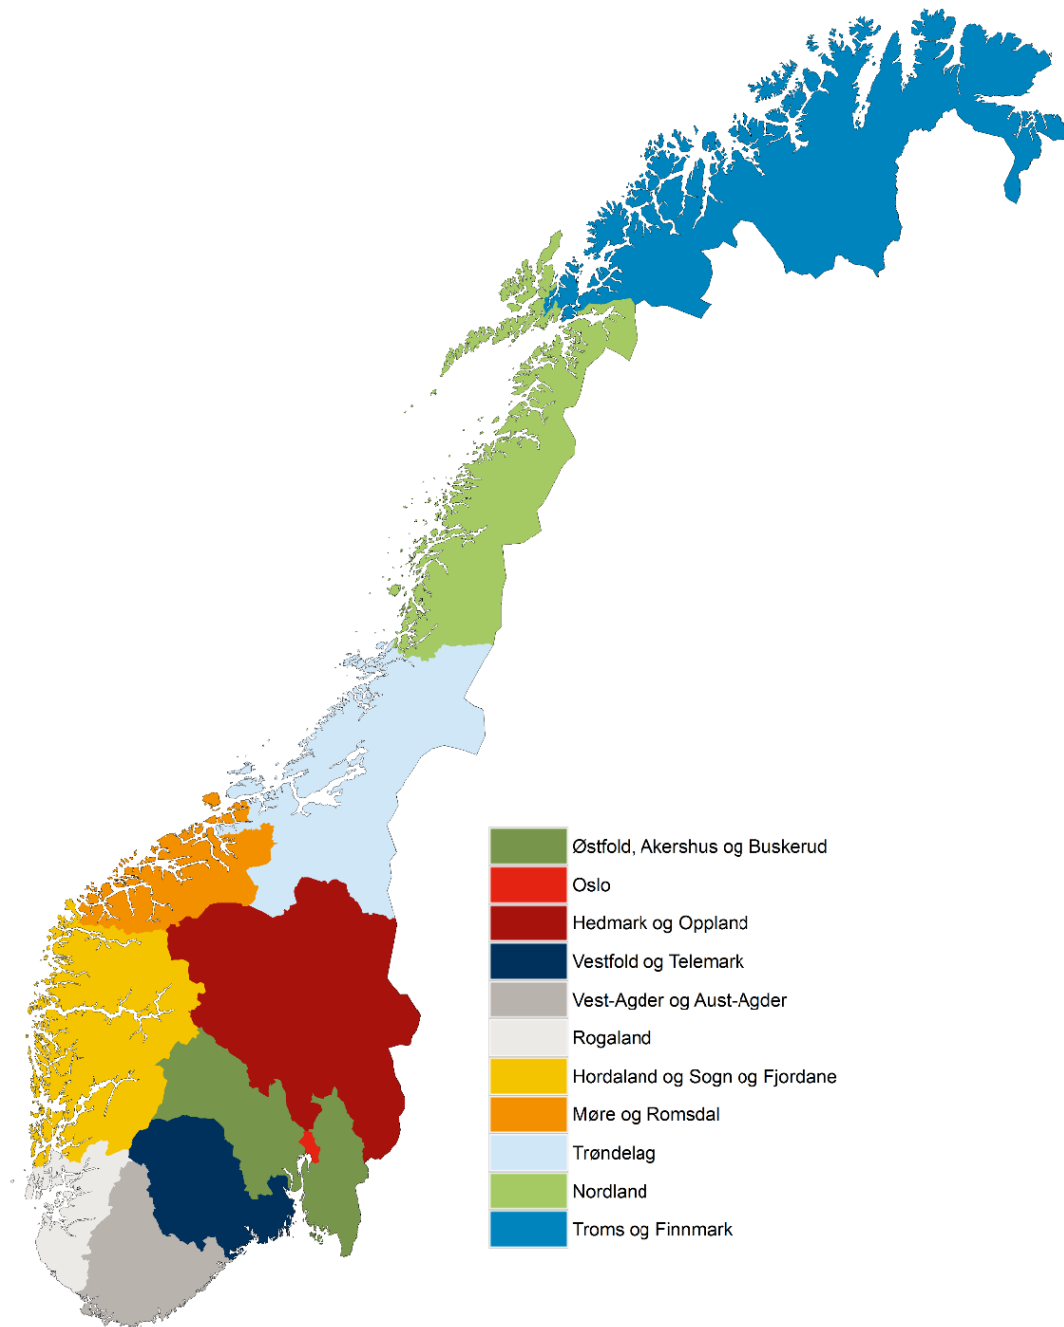 Østfold, Akershus og Buskerud
Oslo
Hedmark og Oppland
Vestfold og Telemark
Vest-Agder og Aust-Agder
Rogaland
Hordaland og Sogn og Fjordane
Møre og Romsdal
Trøndelag
Nordland
Troms og Finnmark